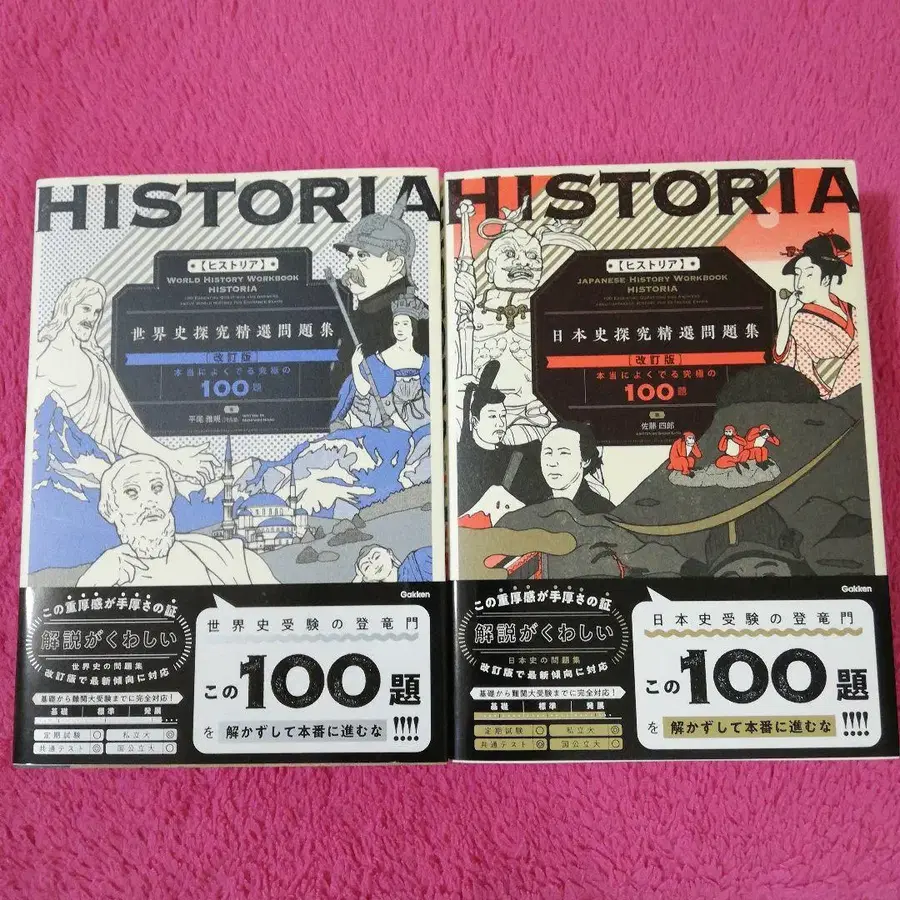 HISTORIA
【ヒストリア】
WORLD HISTORY WORKBOOK
HISTORIA
世界史探究精選問題集
[改訂版]
本当によくでる究極の
100題
著
平尾 雅規
この重厚感が手厚さの証
解説がくわしい
世界史の問題集
改訂版で最新傾向に対応
基礎から難関大受験までに完全対応!
基礎 標準 発展
定期試験 ○ 私立大 ◎
共通テスト ◎ 国公立大 ◎
Gakken
世界史受験の登竜門
この100題
を解かずして本番に進むな!!!!
HISTORIA
【ヒストリア】
JAPANESE HISTORY WORKBOOK
HISTORIA
日本史探究精選問題集
[改訂版]
本当によくでる究極の
100題
著
佐藤 四郎
この重厚感が手厚さの証
解説がくわしい
日本史の問題集
改訂版で最新傾向に対応
基礎から難関大受験までに完全対応!
基礎 標準 発展
定期試験 ○ 私立大 ◎
共通テスト ◎ 国公立大 ◎
Gakken
日本史受験の登竜門
この100題
を解かずして本番に進むな!!!!